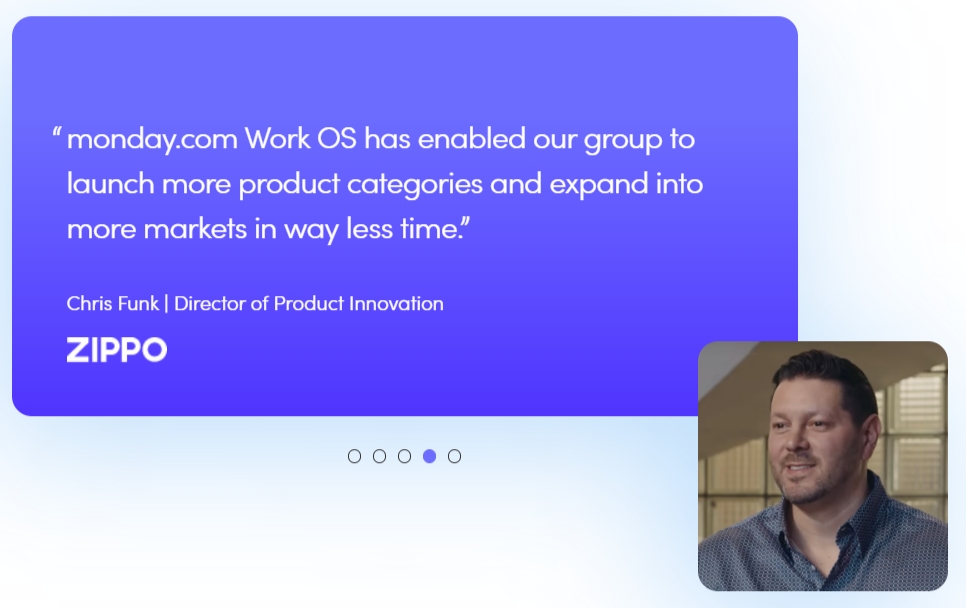 “monday.com Work OS has enabled our group to
launch more product categories and expand into
more markets in way less time.”
Chris Funk | Director of Product Innovation
ZIPPO